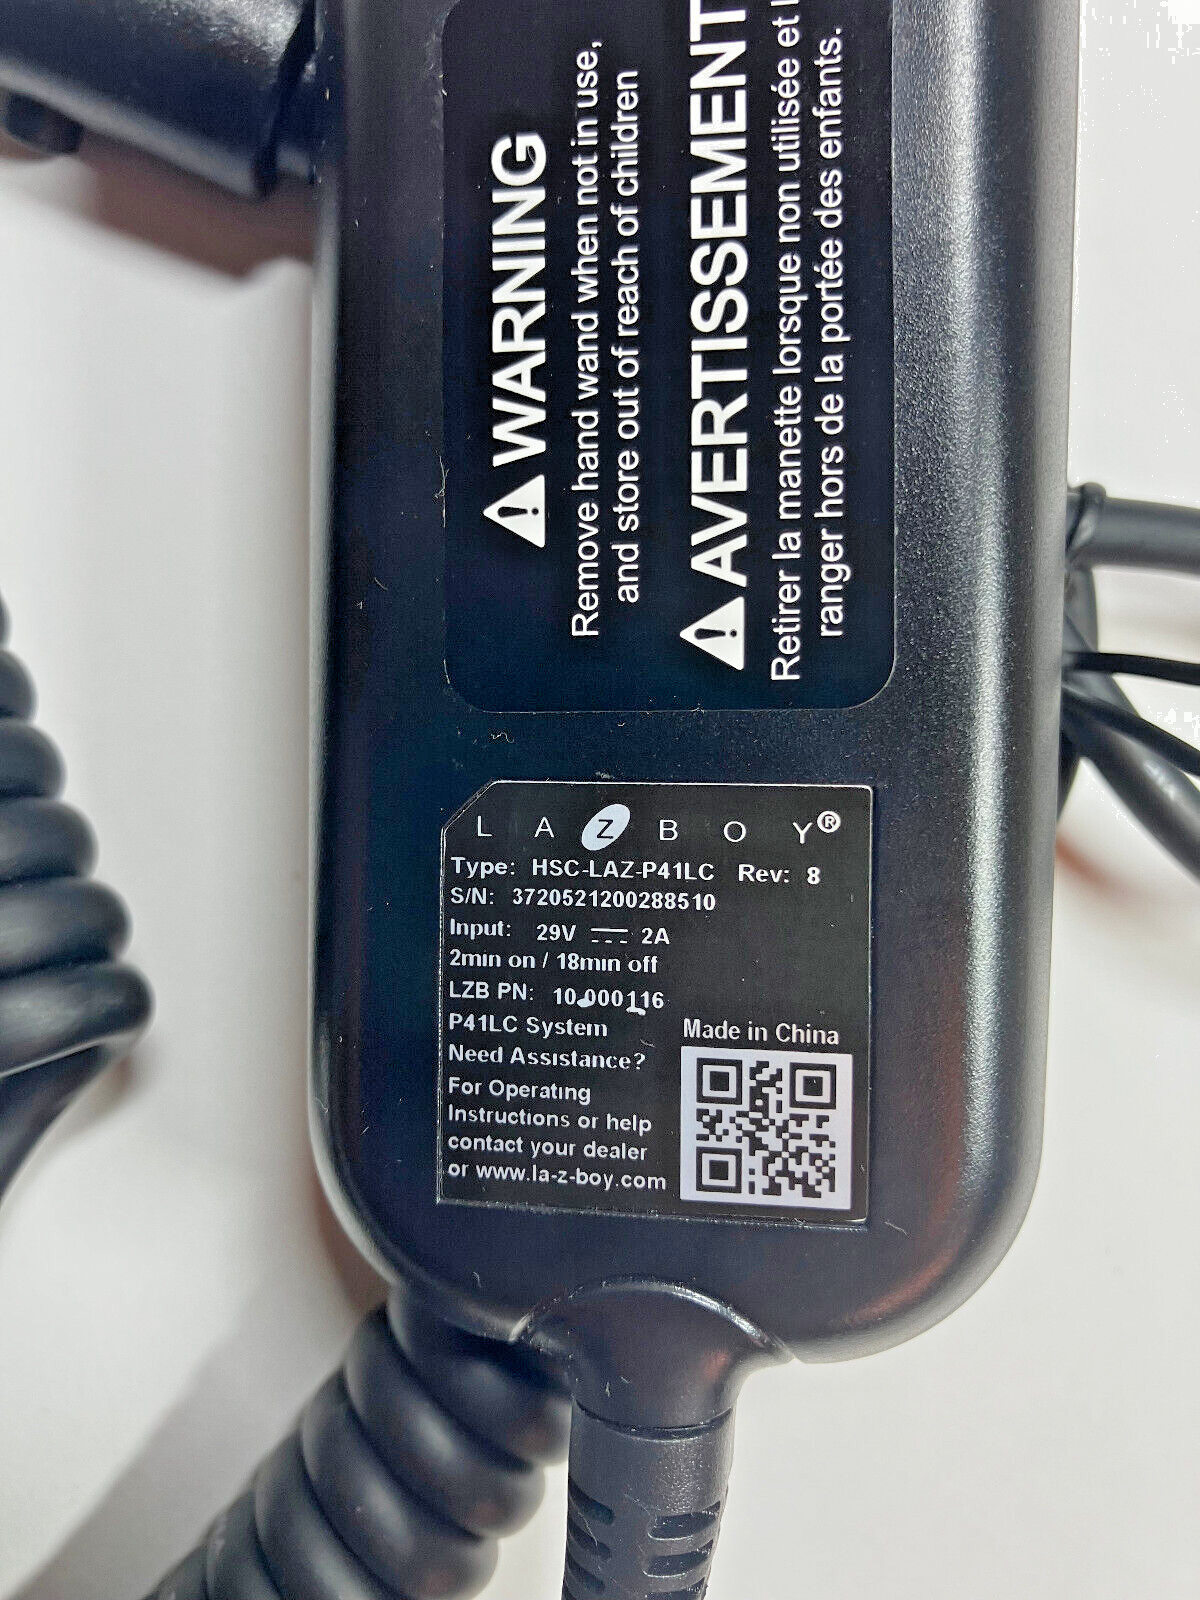 WARNING
Remove hand wand when not in use,
and store out of reach of children
AVERTISSEMENT
Retirer la manette lorsque non utilisée et
ranger hors de la portée des enfants.
LAZBOY®
Type: HSC-LAZ-P41LC Rev: 8
S/N: 3720521200288510
Input: 29V ⎓ 2A
2min on / 18min off
LZB PN: 10000116
P41LC System
Made in China
Need Assistance?
For Operating
Instructions or help
contact your dealer
or www.la-z-boy.com